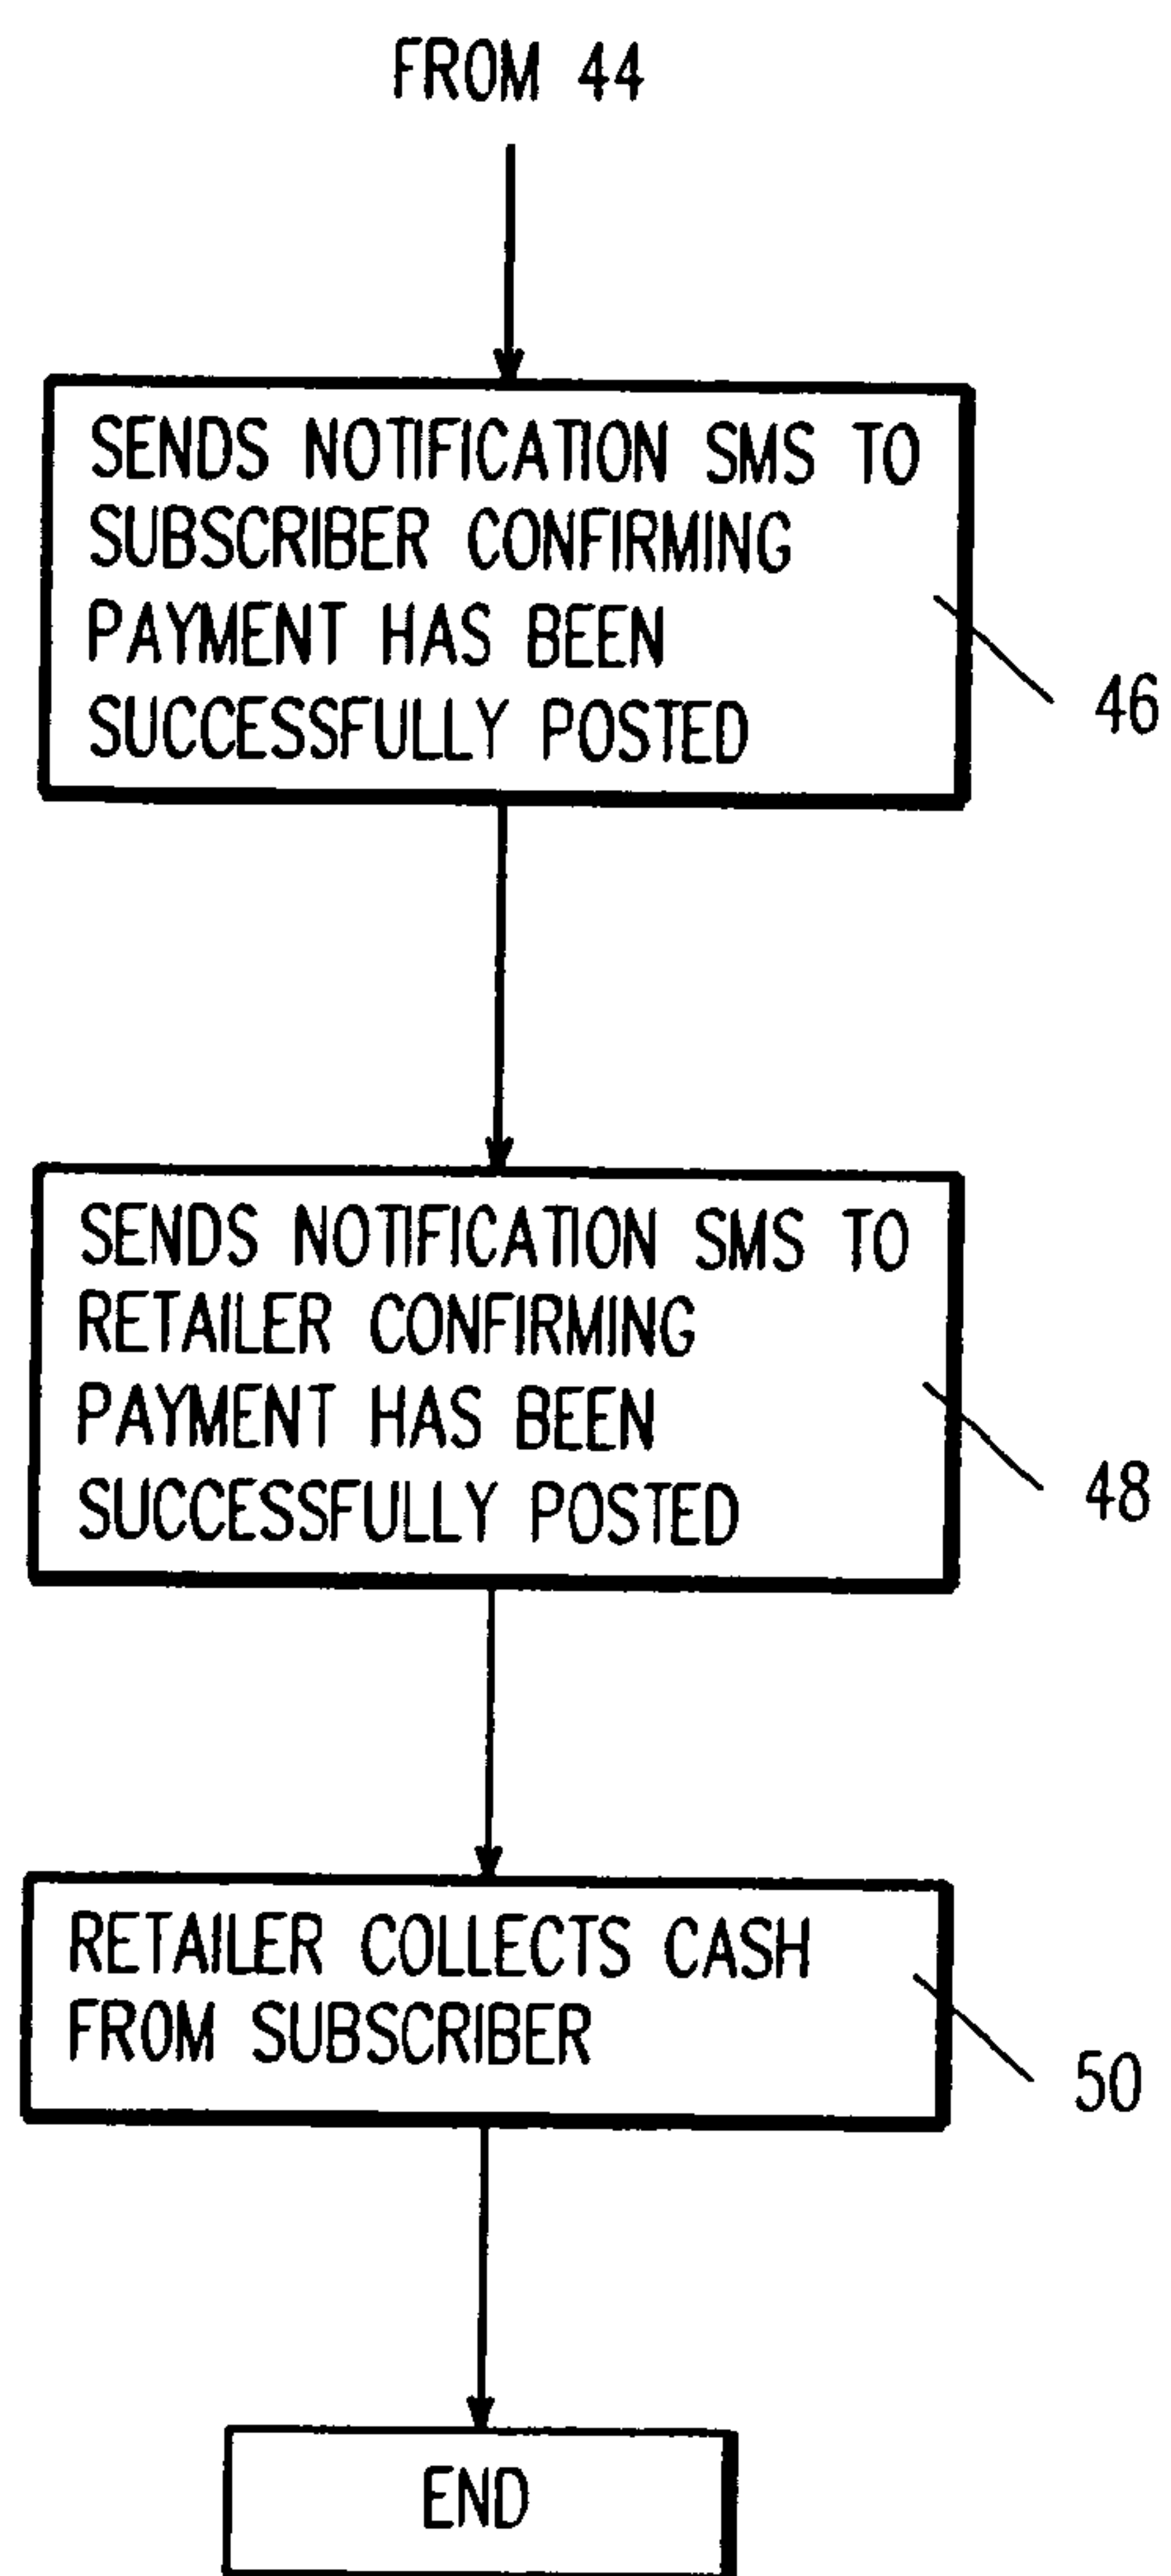 FROM 44
SENDS NOTIFICATION SMS TO
SUBSCRIBER CONFIRMING
PAYMENT HAS BEEN
SUCCESSFULLY POSTED
46
SENDS NOTIFICATION SMS TO
RETAILER CONFIRMING
PAYMENT HAS BEEN
SUCCESSFULLY POSTED
48
RETAILER COLLECTS CASH
FROM SUBSCRIBER
50
END